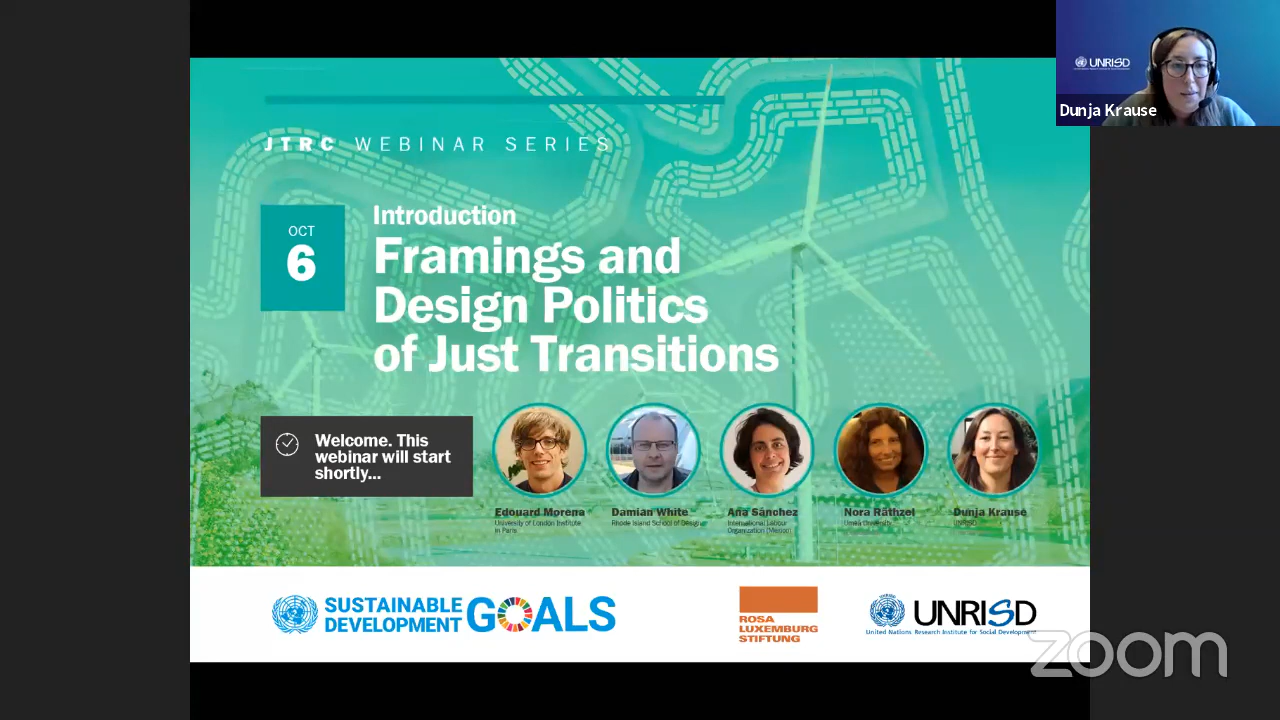 UNRISD
Dunja Krause
JTRC WEBINAR SERIES
OCT
6
Introduction
Framings and
Design Politics
of Just Transitions
Welcome. This
webinar will start
shortly...
Edouard Morena
University of London Institute
in Paris
Damian White
Rhode Island School of Design
Ana Sánchez
International Labour
Organization (Mexico)
Nora Räthzel
Umeå University
Dunja Krause
UNRISD
SUSTAINABLE
DEVELOPMENT
GOALS
ROSA
LUXEMBURG
STIFTUNG
UNRISD
United Nations Research Institute for Social Development
zoom